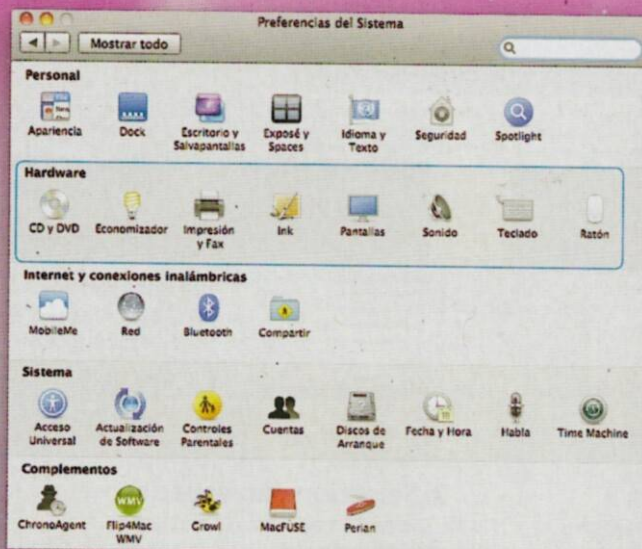 Preferencias del Sistema
Mostrar todo
Personal
Apariencia Dock Escritorio y Salvapantallas Exposé y Spaces Idioma y Texto Seguridad Spotlight
Hardware
CD y DVD Economizador Impresión y Fax Ink Pantallas Sonido Teclado Ratón
Internet y conexiones inalámbricas
MobileMe Red Bluetooth Compartir
Sistema
Acceso Universal Actualización de Software Controles Parentales Cuentas Discos de Arranque Fecha y Hora Habla Time Machine
Complementos
WMV
ChronoAgent Flip4Mac WMV Growl MacFUSE Perian